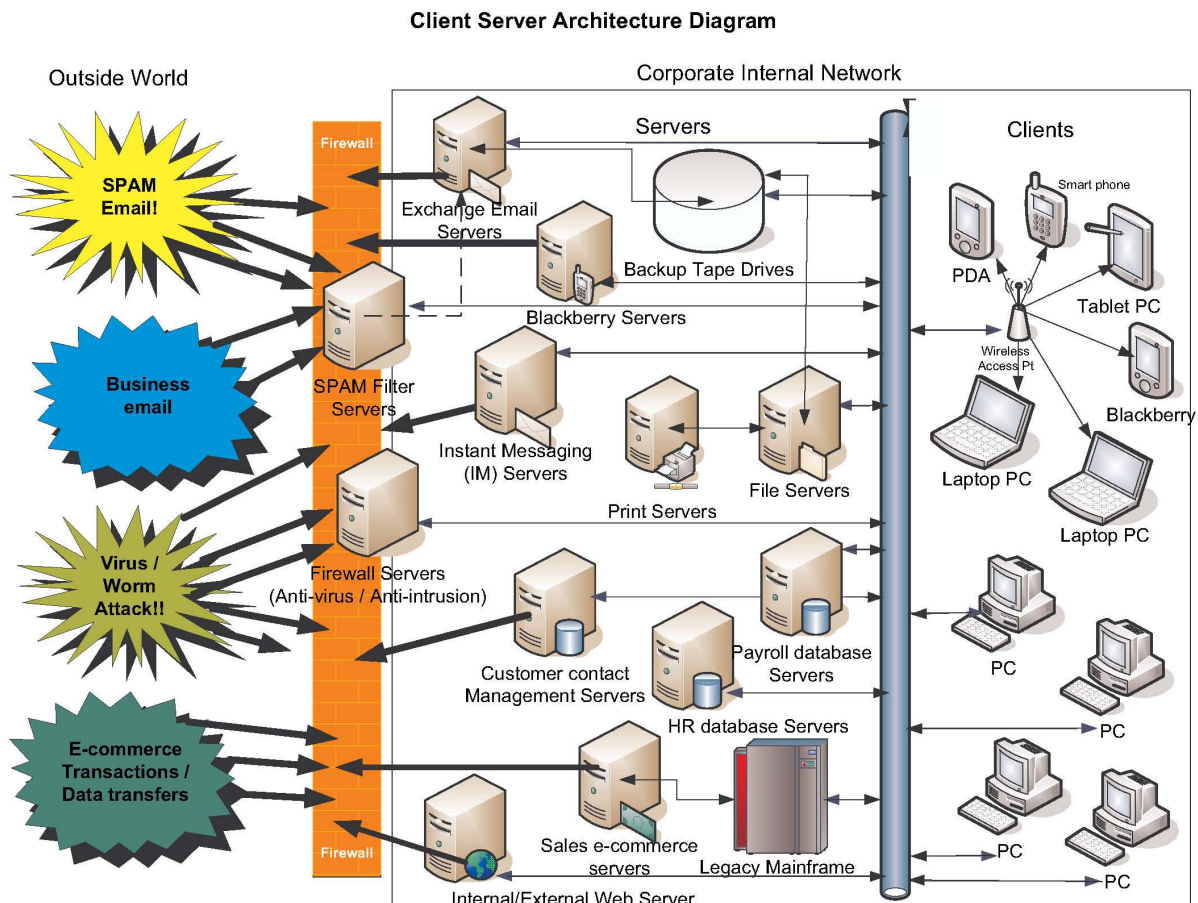 Client Server Architecture Diagram
Outside World
Corporate Internal Network
Firewall
Servers
Clients
SPAM
Email!
Exchange Email
Servers
Backup Tape Drives
Smart phone
PDA
Tablet PC
Blackberry Servers
Wireless
Access Pt
Blackberry
Business
email
SPAM Filter
Servers
Instant Messaging
(IM) Servers
File Servers
Laptop PC
Laptop PC
Print Servers
Virus /
Worm
Attack!!
Firewall Servers
(Anti-virus / Anti-intrusion)
Customer contact
Management Servers
Payroll database
Servers
PC
HR database Servers
PC
E-commerce
Transactions /
Data transfers
Sales e-commerce
servers
Legacy Mainframe
PC
PC
Firewall
Internal/External Web Server